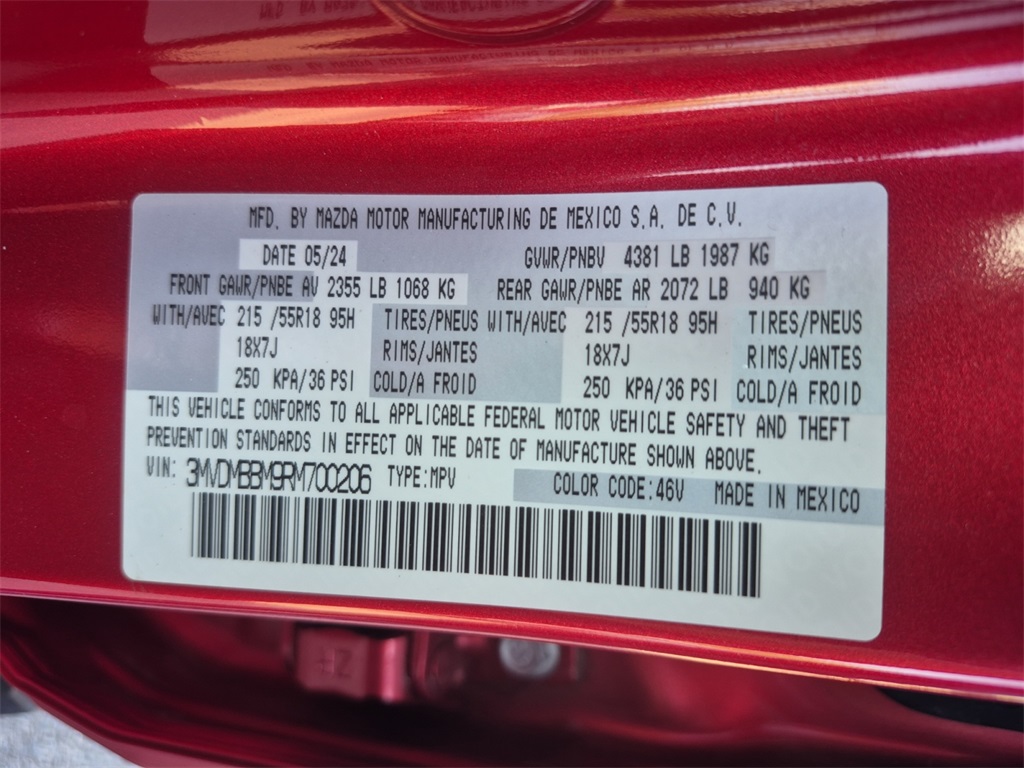 MFD. BY MAZDA MOTOR MANUFACTURING DE MEXICO S.A. DE C.V.
DATE 05/24 GVWR/PNBV 4381 LB 1987 KG
FRONT GAWR/PNBE AV 2355 LB 1068 KG REAR GAWR/PNBE AR 2072 LB 940 KG
WITH/AVEC 215 /55R18 95H TIRES/PNEUS WITH/AVEC 215 /55R18 95H TIRES/PNEUS
18X7J RIMS/JANTES 18X7J RIMS/JANTES
250 KPA/36 PSI COLD/A FROID 250 KPA/36 PSI COLD/A FROID
THIS VEHICLE CONFORMS TO ALL APPLICABLE FEDERAL MOTOR VEHICLE SAFETY AND THEFT
PREVENTION STANDARDS IN EFFECT ON THE DATE OF MANUFACTURE SHOWN ABOVE.
VIN: 3MVDMBBM9RM700206 TYPE:MPV COLOR CODE:46V MADE IN MEXICO